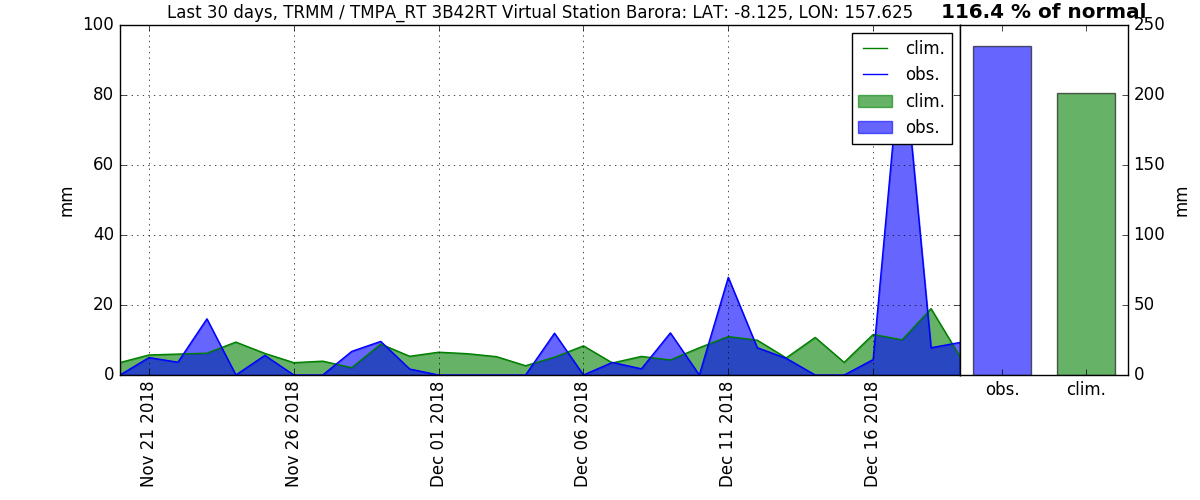 Last 30 days, TRMM / TMPA_RT 3B42RT Virtual Station Barora: LAT: -8.125, LON: 157.625
116.4 % of normal
100
80
60
40
20
0
mm
clim.
obs.
clim.
obs.
250
200
150
100
50
0
mm
Nov 21 2018
Nov 26 2018
Dec 01 2018
Dec 06 2018
Dec 11 2018
Dec 16 2018
obs.
clim.